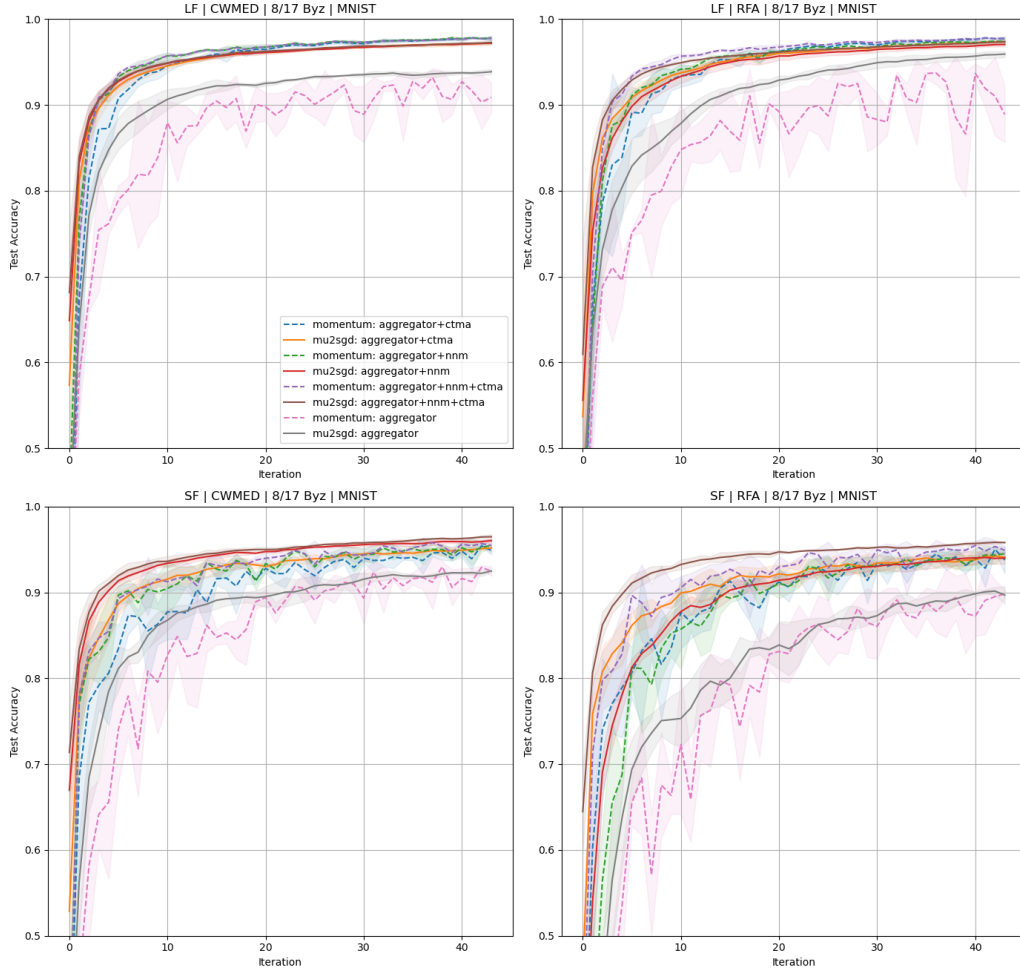 LF | CWMED | 8/17 Byz | MNIST
1.0
0.9
0.8
0.7
0.6
0.5
Test Accuracy
0
10
20
30
40
Iteration
momentum: aggregator+ctma
mu2sgd: aggregator+ctma
momentum: aggregator+nnm
mu2sgd: aggregator+nnm
momentum: aggregator+nnm+ctma
mu2sgd: aggregator+nnm+ctma
momentum: aggregator
mu2sgd: aggregator
LF | RFA | 8/17 Byz | MNIST
1.0
0.9
0.8
0.7
0.6
0.5
Test Accuracy
0
10
20
30
40
Iteration
SF | CWMED | 8/17 Byz | MNIST
1.0
0.9
0.8
0.7
0.6
0.5
Test Accuracy
0
10
20
30
40
Iteration
SF | RFA | 8/17 Byz | MNIST
1.0
0.9
0.8
0.7
0.6
0.5
Test Accuracy
0
10
20
30
40
Iteration